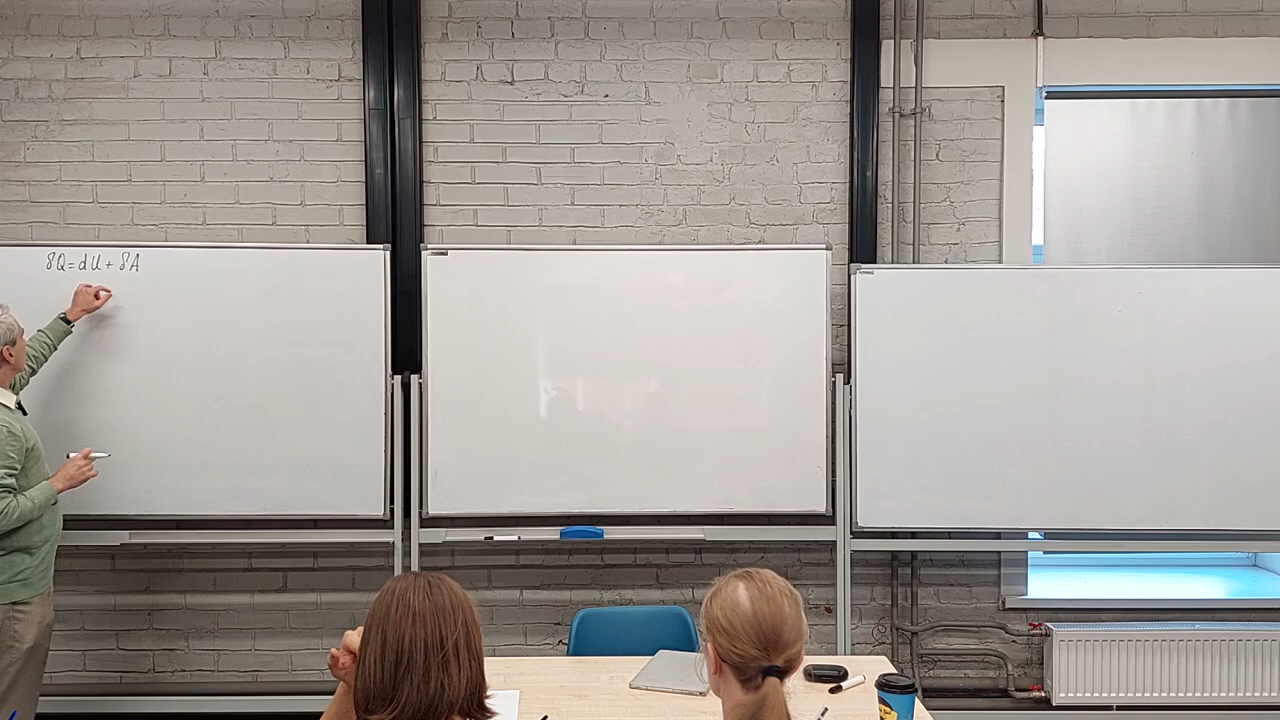 δQ = dU + δA